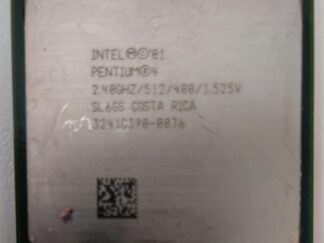 INTEL Ⓜ©'01
PENTIUM®4
2.40GHZ/512/400/1.525V
SL6GS COSTA RICA
3241C390-0076